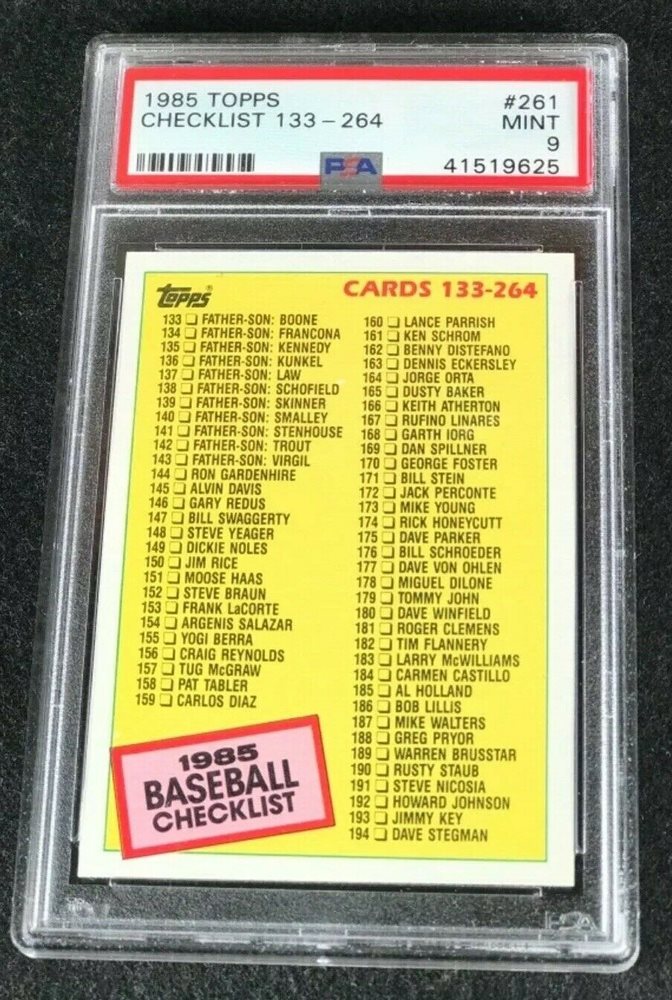 1985 TOPPS #261
CHECKLIST 133 - 264 MINT
9
PSA 41519625
Topps®
CARDS 133-264
133 ☐ FATHER-SON: BOONE
134 ☐ FATHER-SON: FRANCONA
135 ☐ FATHER-SON: KENNEDY
136 ☐ FATHER-SON: KUNKEL
137 ☐ FATHER-SON: LAW
138 ☐ FATHER-SON: SCHOFIELD
139 ☐ FATHER-SON: SKINNER
140 ☐ FATHER-SON: SMALLEY
141 ☐ FATHER-SON: STENHOUSE
142 ☐ FATHER-SON: TROUT
143 ☐ FATHER-SON: VIRGIL
144 ☐ RON GARDENHIRE
145 ☐ ALVIN DAVIS
146 ☐ GARY REDUS
147 ☐ BILL SWAGGERTY
148 ☐ STEVE YEAGER
149 ☐ DICKIE NOLES
150 ☐ JIM RICE
151 ☐ MOOSE HAAS
152 ☐ STEVE BRAUN
153 ☐ FRANK LaCORTE
154 ☐ ARGENIS SALAZAR
155 ☐ YOGI BERRA
156 ☐ CRAIG REYNOLDS
157 ☐ TUG McGRAW
158 ☐ PAT TABLER
159 ☐ CARLOS DIAZ
160 ☐ LANCE PARRISH
161 ☐ KEN SCHROM
162 ☐ BENNY DISTEFANO
163 ☐ DENNIS ECKERSLEY
164 ☐ JORGE ORTA
165 ☐ DUSTY BAKER
166 ☐ KEITH ATHERTON
167 ☐ RUFINO LINARES
168 ☐ GARTH IORG
169 ☐ DAN SPILLNER
170 ☐ GEORGE FOSTER
171 ☐ BILL STEIN
172 ☐ JACK PERCONTE
173 ☐ MIKE YOUNG
174 ☐ RICK HONEYCUTT
175 ☐ DAVE PARKER
176 ☐ BILL SCHROEDER
177 ☐ DAVE VON OHLEN
178 ☐ MIGUEL DILONE
179 ☐ TOMMY JOHN
180 ☐ DAVE WINFIELD
181 ☐ ROGER CLEMENS
182 ☐ TIM FLANNERY
183 ☐ LARRY McWILLIAMS
184 ☐ CARMEN CASTILLO
185 ☐ AL HOLLAND
186 ☐ BOB LILLIS
187 ☐ MIKE WALTERS
188 ☐ GREG PRYOR
189 ☐ WARREN BRUSSTAR
190 ☐ RUSTY STAUB
191 ☐ STEVE NICOSIA
192 ☐ HOWARD JOHNSON
193 ☐ JIMMY KEY
194 ☐ DAVE STEGMAN
1985
BASEBALL
CHECKLIST
PSA